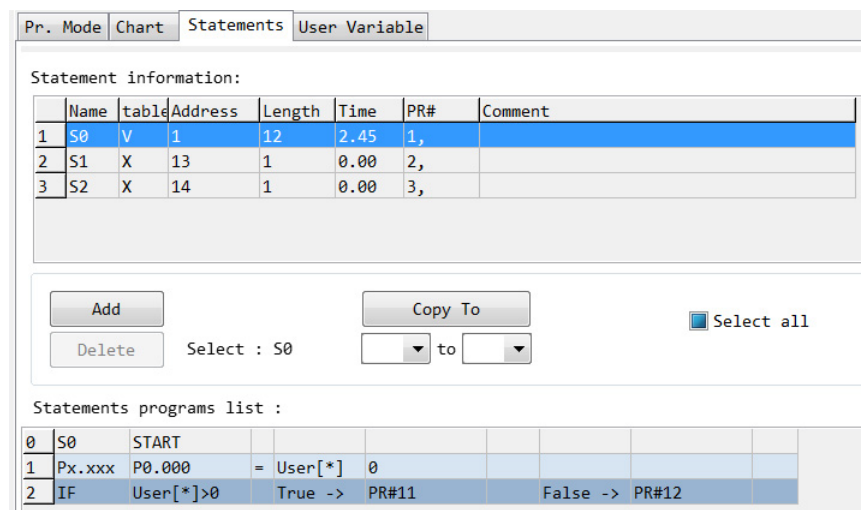 Pr. Mode Chart Statements User Variable
Statement information:
Name table Address Length Time PR# Comment
1 S0 V 1 12 2.45 1,
2 S1 X 13 1 0.00 2,
3 S2 X 14 1 0.00 3,
Add Copy To Select all
Delete Select : S0 to
Statements programs list :
0 S0 START
1 Px.xxx P0.000 = User[*] 0
2 IF User[*]>0 True -> PR#11 False -> PR#12